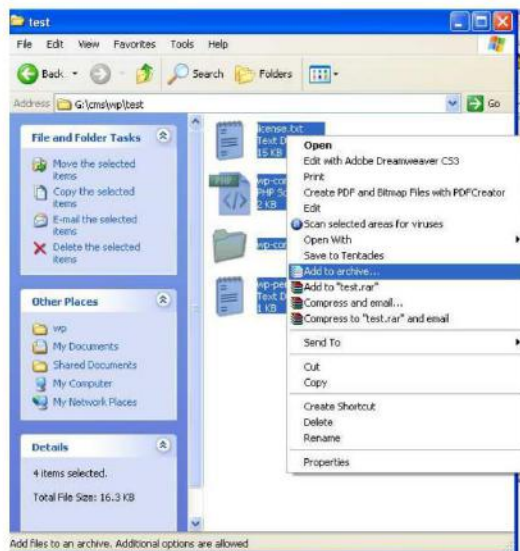 test
File Edit View Favorites Tools Help
Back Search Folders
Address G:\cms\wp\test Go
File and Folder Tasks
Move the selected
items
Copy the selected
items
E-mail the selected
items
Delete the selected
items
Other Places
wp
My Documents
Shared Documents
My Computer
My Network Places
Details
4 items selected.
Total File Size: 16.3 KB
license.txt
Text D
15 KB
PHP
wp-con
PHP Sc
2 KB
wp-con
wp-per
Text D
1 KB
Open
Edit with Adobe Dreamweaver CS3
Print
Create PDF and Bitmap Files with PDFCreator
Edit
Scan selected areas for viruses
Open With
Save to Tentacles
Add to archive...
Add to "test.rar"
Compress and email...
Compress to "test.rar" and email
Send To
Cut
Copy
Create Shortcut
Delete
Rename
Properties
Add files to an archive. Additional options are allowed